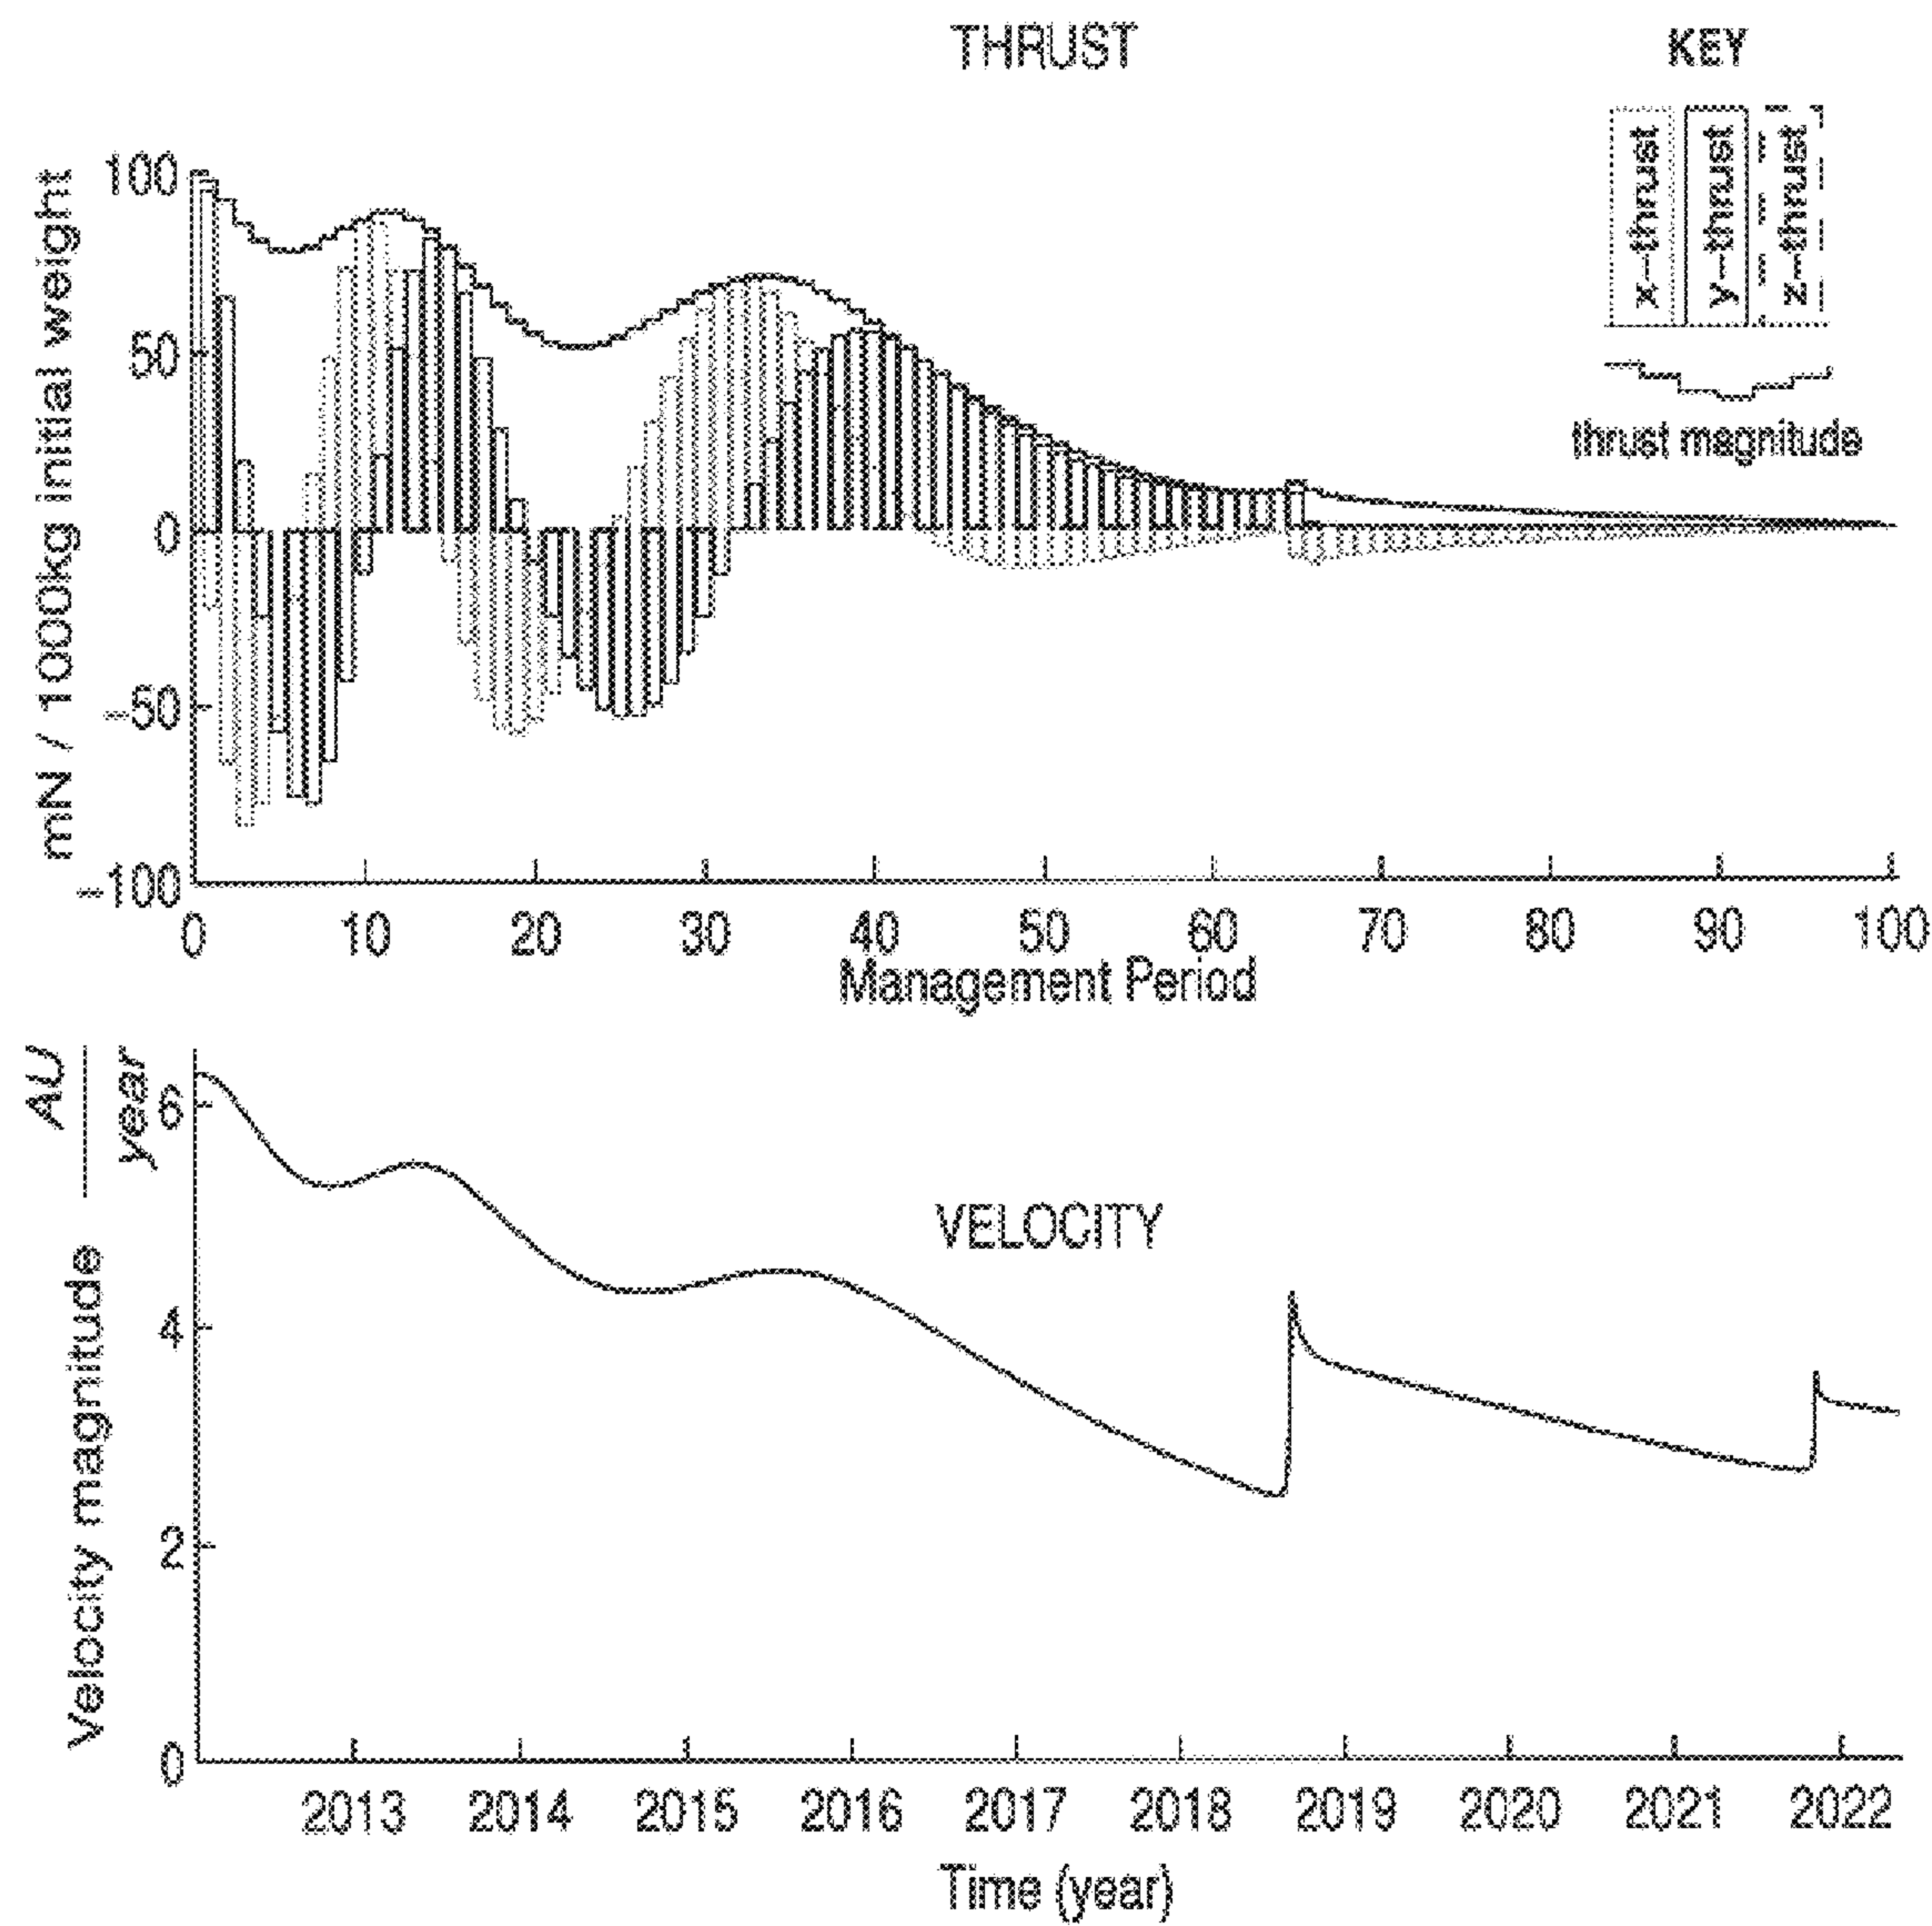 THRUST
KEY
x-thrust
y-thrust
z-thrust
thrust magnitude
mN / 1000kg initial weight
100
50
0
-50
-100
0 10 20 30 40 50 60 70 80 90 100
Management Period
VELOCITY
Velocity magnitude AU
year
6
4
2
0
2013 2014 2015 2016 2017 2018 2019 2020 2021 2022
Time (year)